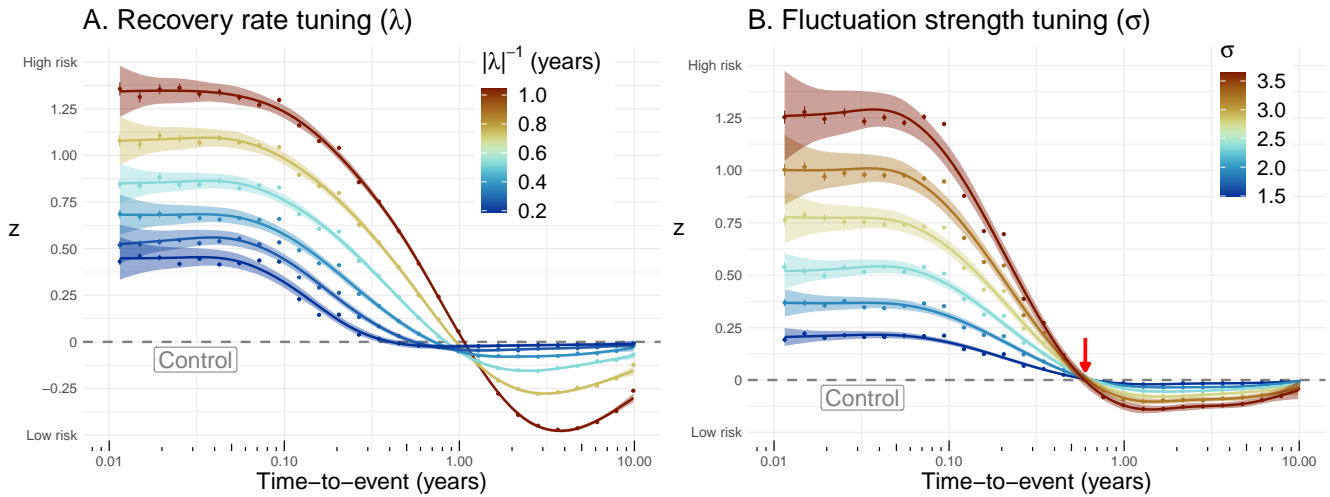 A. Recovery rate tuning (λ)
High risk
1.25
1.00
0.75
0.50
0.25
0
−0.25
Low risk
z
|λ|⁻¹ (years)
1.0
0.8
0.6
0.4
0.2
Control
0.01
0.10
1.00
10.00
Time-to-event (years)
B. Fluctuation strength tuning (σ)
High risk
1.25
1.00
0.75
0.50
0.25
0
Low risk
z
σ
3.5
3.0
2.5
2.0
1.5
Control
0.01
0.10
1.00
10.00
Time-to-event (years)